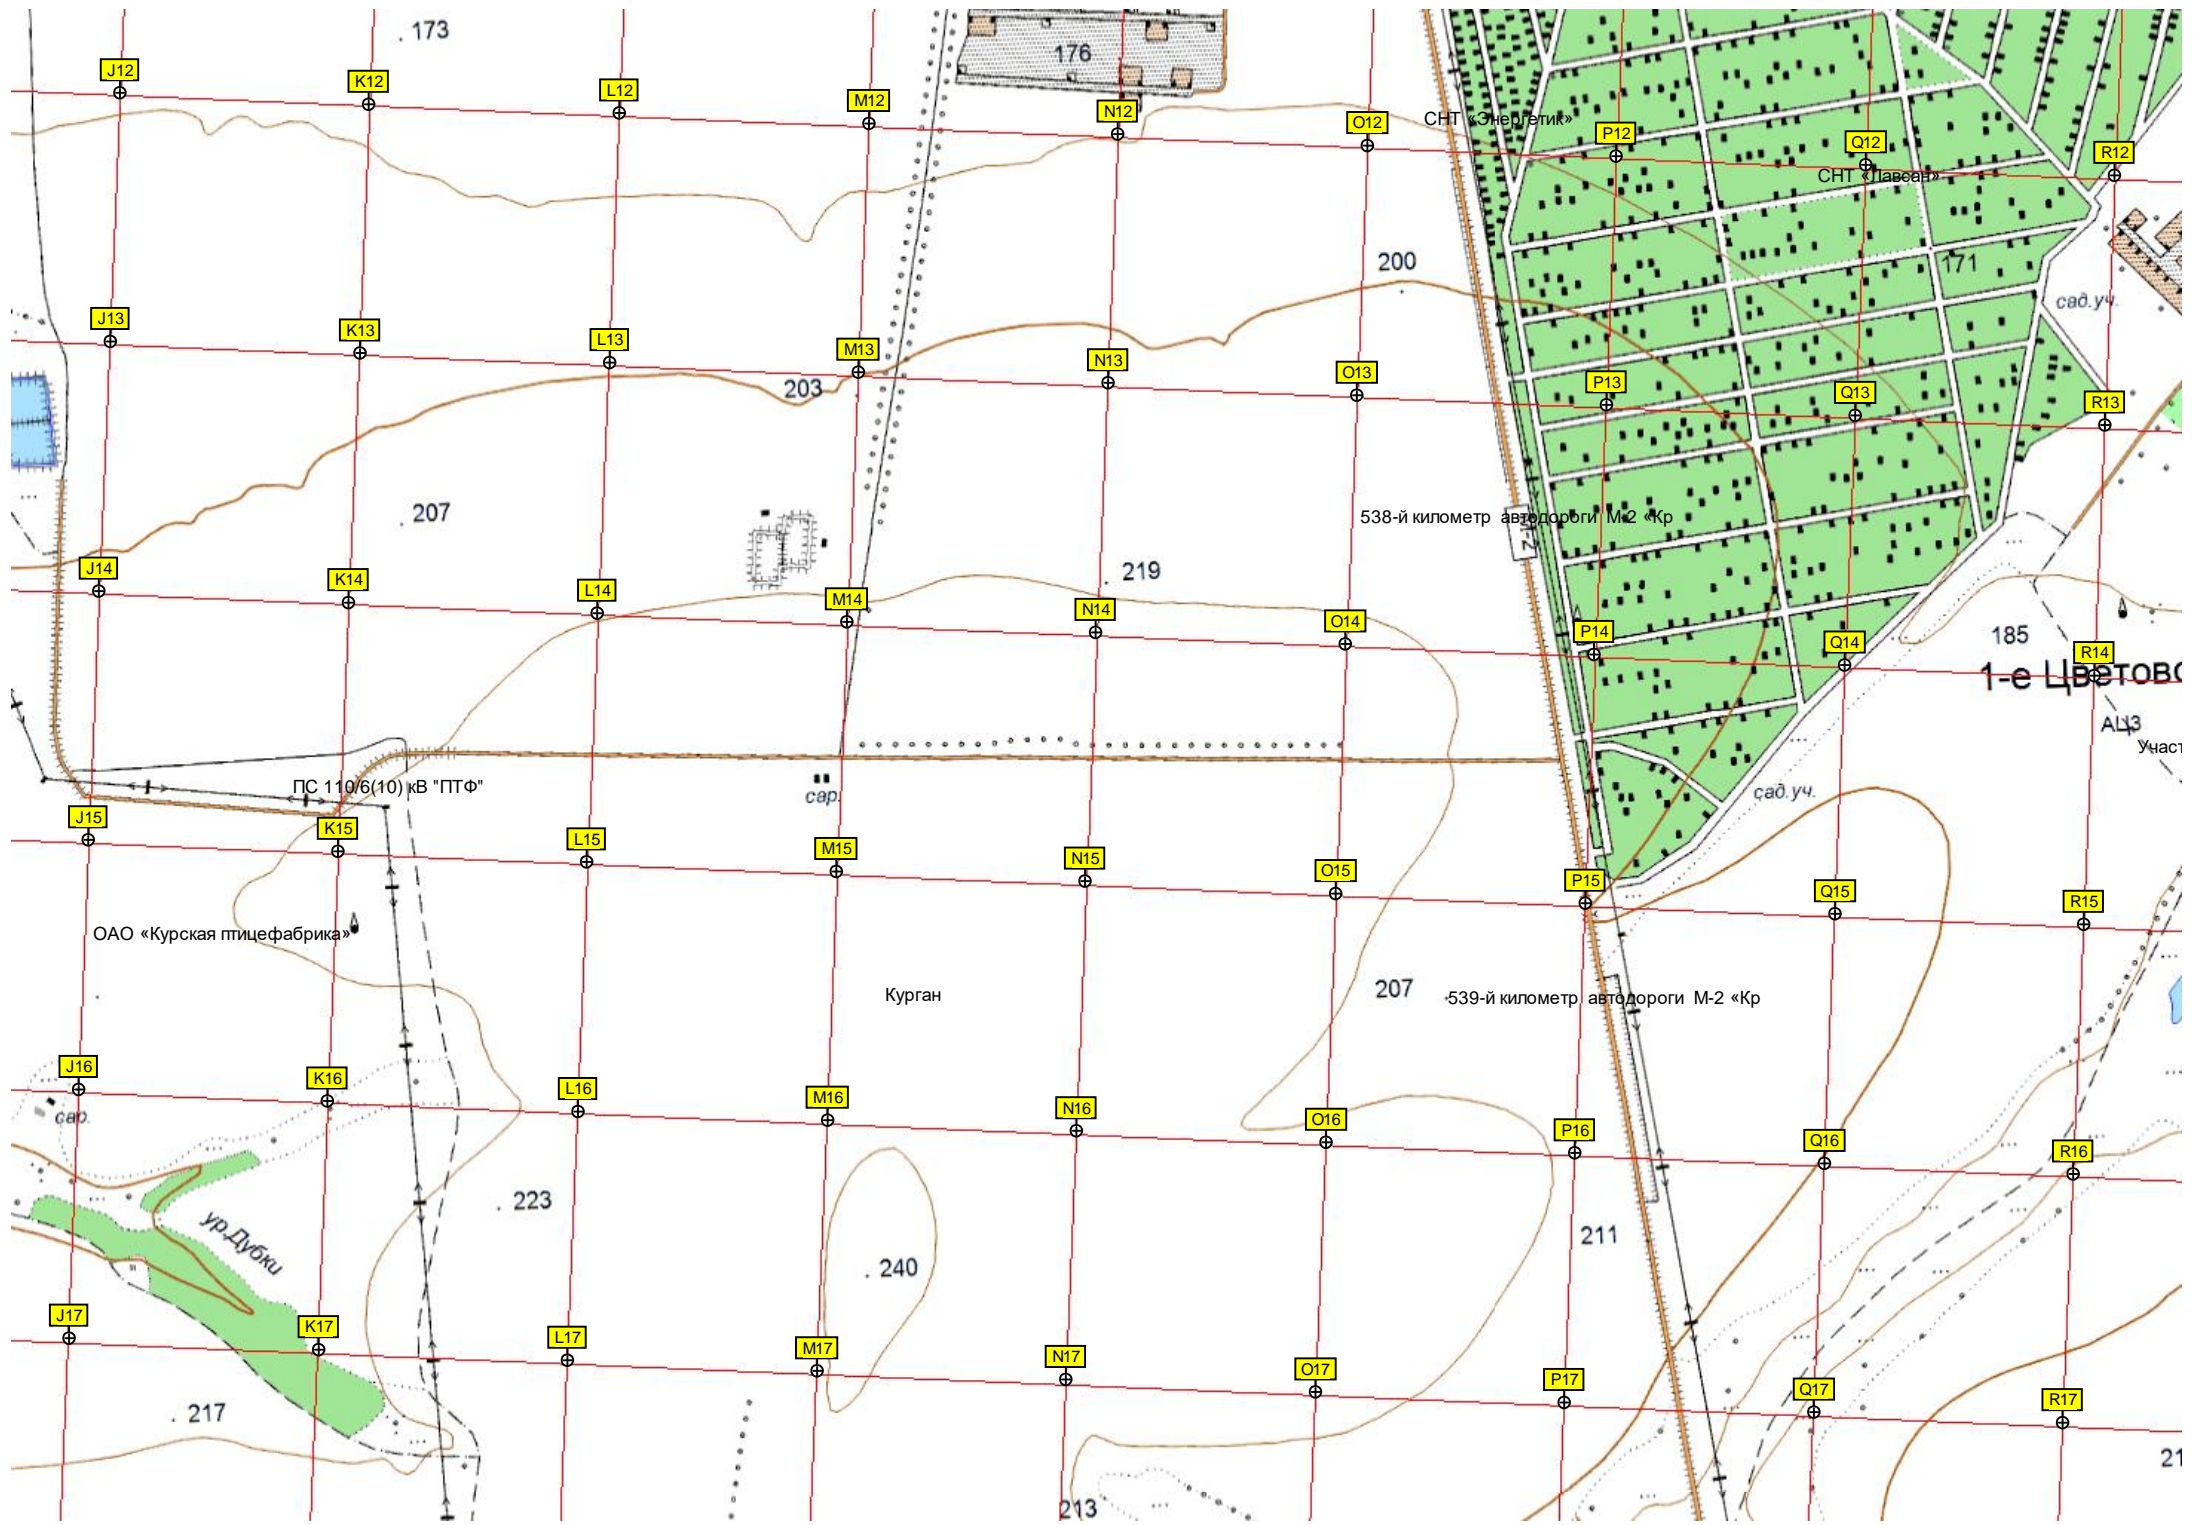 173
176
J12
K12
L12
M12
N12
O12
СНТ «Энергетик»
P12
Q12
R12
СНТ «Лавсан»
200
171
сад.уч.
J13
K13
L13
M13
N13
O13
P13
Q13
R13
203
207
538-й километр автодороги М-2 «Кр
М-2
219
J14
K14
L14
M14
N14
O14
P14
Q14
R14
185
1-е Цветово
АЦЗ
Участ
ПС 110/6(10) кВ "ПТФ"
сар.
сад.уч.
J15
K15
L15
M15
N15
O15
P15
Q15
R15
ОАО «Курская птицефабрика»
Курган
207
539-й километр автодороги М-2 «Кр
J16
K16
L16
M16
N16
O16
P16
Q16
R16
сар.
ур.Дубки
223
240
211
J17
K17
L17
M17
N17
O17
P17
Q17
R17
217
213
21